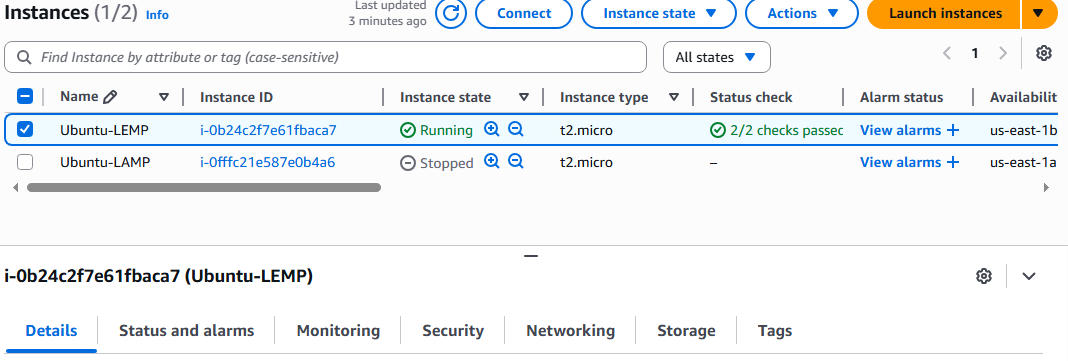 Instances (1/2) Info
Last updated
3 minutes ago
Connect
Instance state
Actions
Launch instances
Find Instance by attribute or tag (case-sensitive)
All states
1
Name Instance ID Instance state Instance type Status check Alarm status Availabilit
Ubuntu-LEMP i-0b24c2f7e61fbaca7 Running t2.micro 2/2 checks passec View alarms + us-east-1b
Ubuntu-LAMP i-0fffc21e587e0b4a6 Stopped t2.micro – View alarms + us-east-1a
i-0b24c2f7e61fbaca7 (Ubuntu-LEMP)
Details Status and alarms Monitoring Security Networking Storage Tags